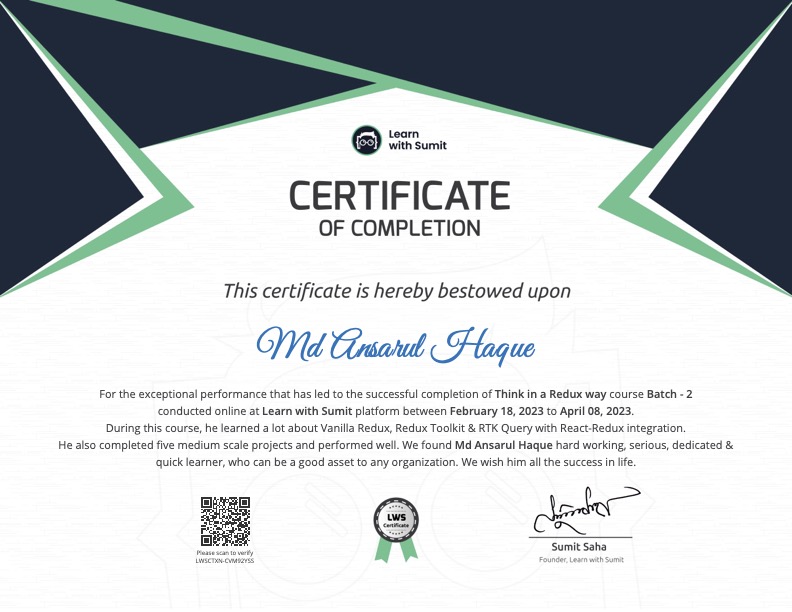 Learn
with Sumit
CERTIFICATE
OF COMPLETION
This certificate is hereby bestowed upon
Md Ansarul Haque
For the exceptional performance that has led to the successful completion of Think in a Redux way course Batch - 2
conducted online at Learn with Sumit platform between February 18, 2023 to April 08, 2023.
During this course, he learned a lot about Vanilla Redux, Redux Toolkit & RTK Query with React-Redux integration.
He also completed five medium scale projects and performed well. We found Md Ansarul Haque hard working, serious, dedicated &
quick learner, who can be a good asset to any organization. We wish him all the success in life.
Please scan to verify
LWSCTXN-CVM92YSS
LWS
Certificate
Sumit Saha
Founder, Learn with Sumit